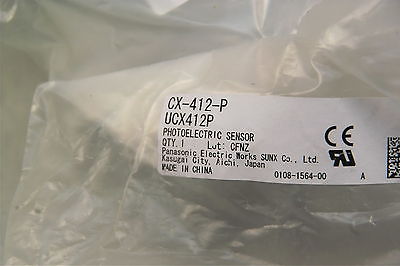 CX-412-P
UCX412P
PHOTOELECTRIC SENSOR
QTY.1 Lot: CFNZ
Panasonic Electric Works SUNX Co., Ltd.
Kasugai City, Aichi, Japan
MADE IN CHINA
CE
0108-1564-00 A